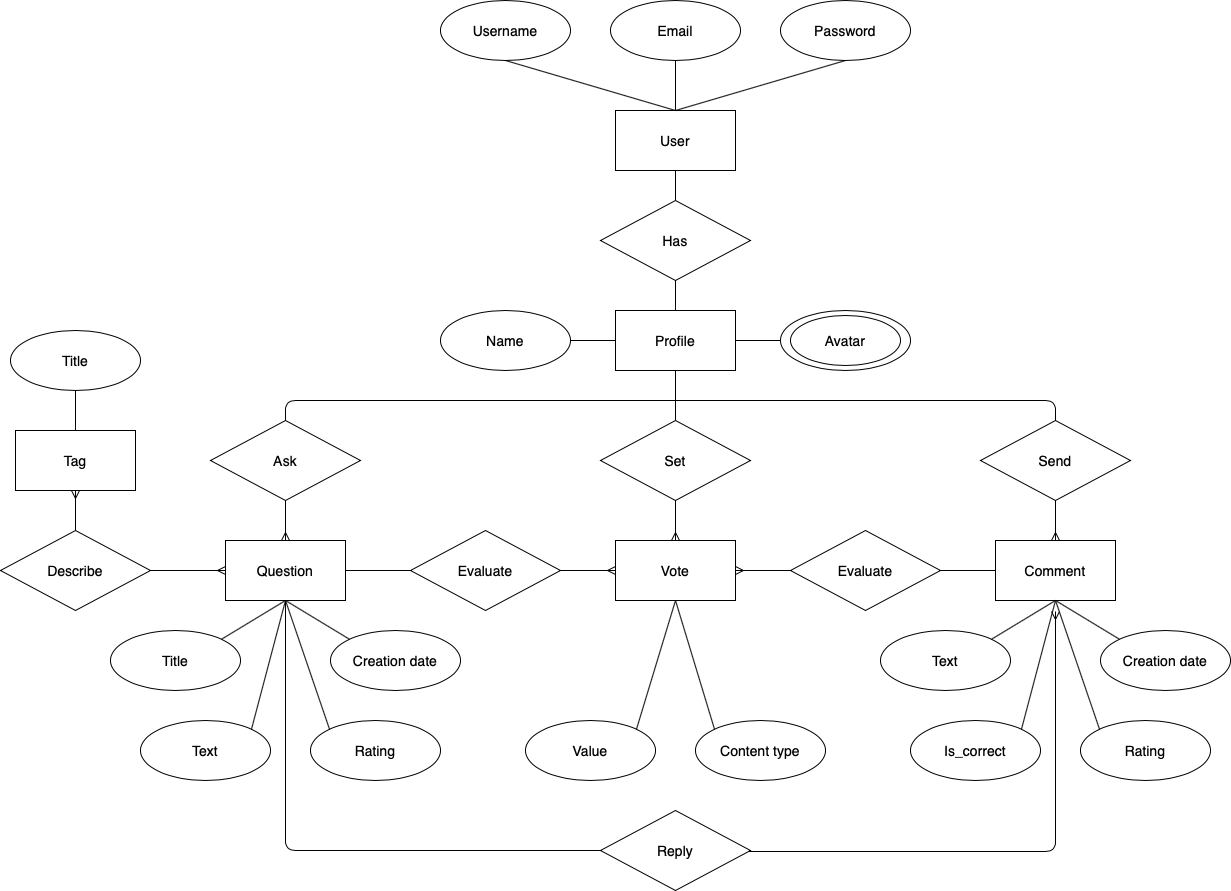 Username
Email
Password
User
Has
Name
Profile
Avatar
Title
Tag
Ask
Set
Send
Describe
Question
Evaluate
Vote
Evaluate
Comment
Title
Creation date
Text
Creation date
Text
Rating
Value
Content type
Is_correct
Rating
Reply